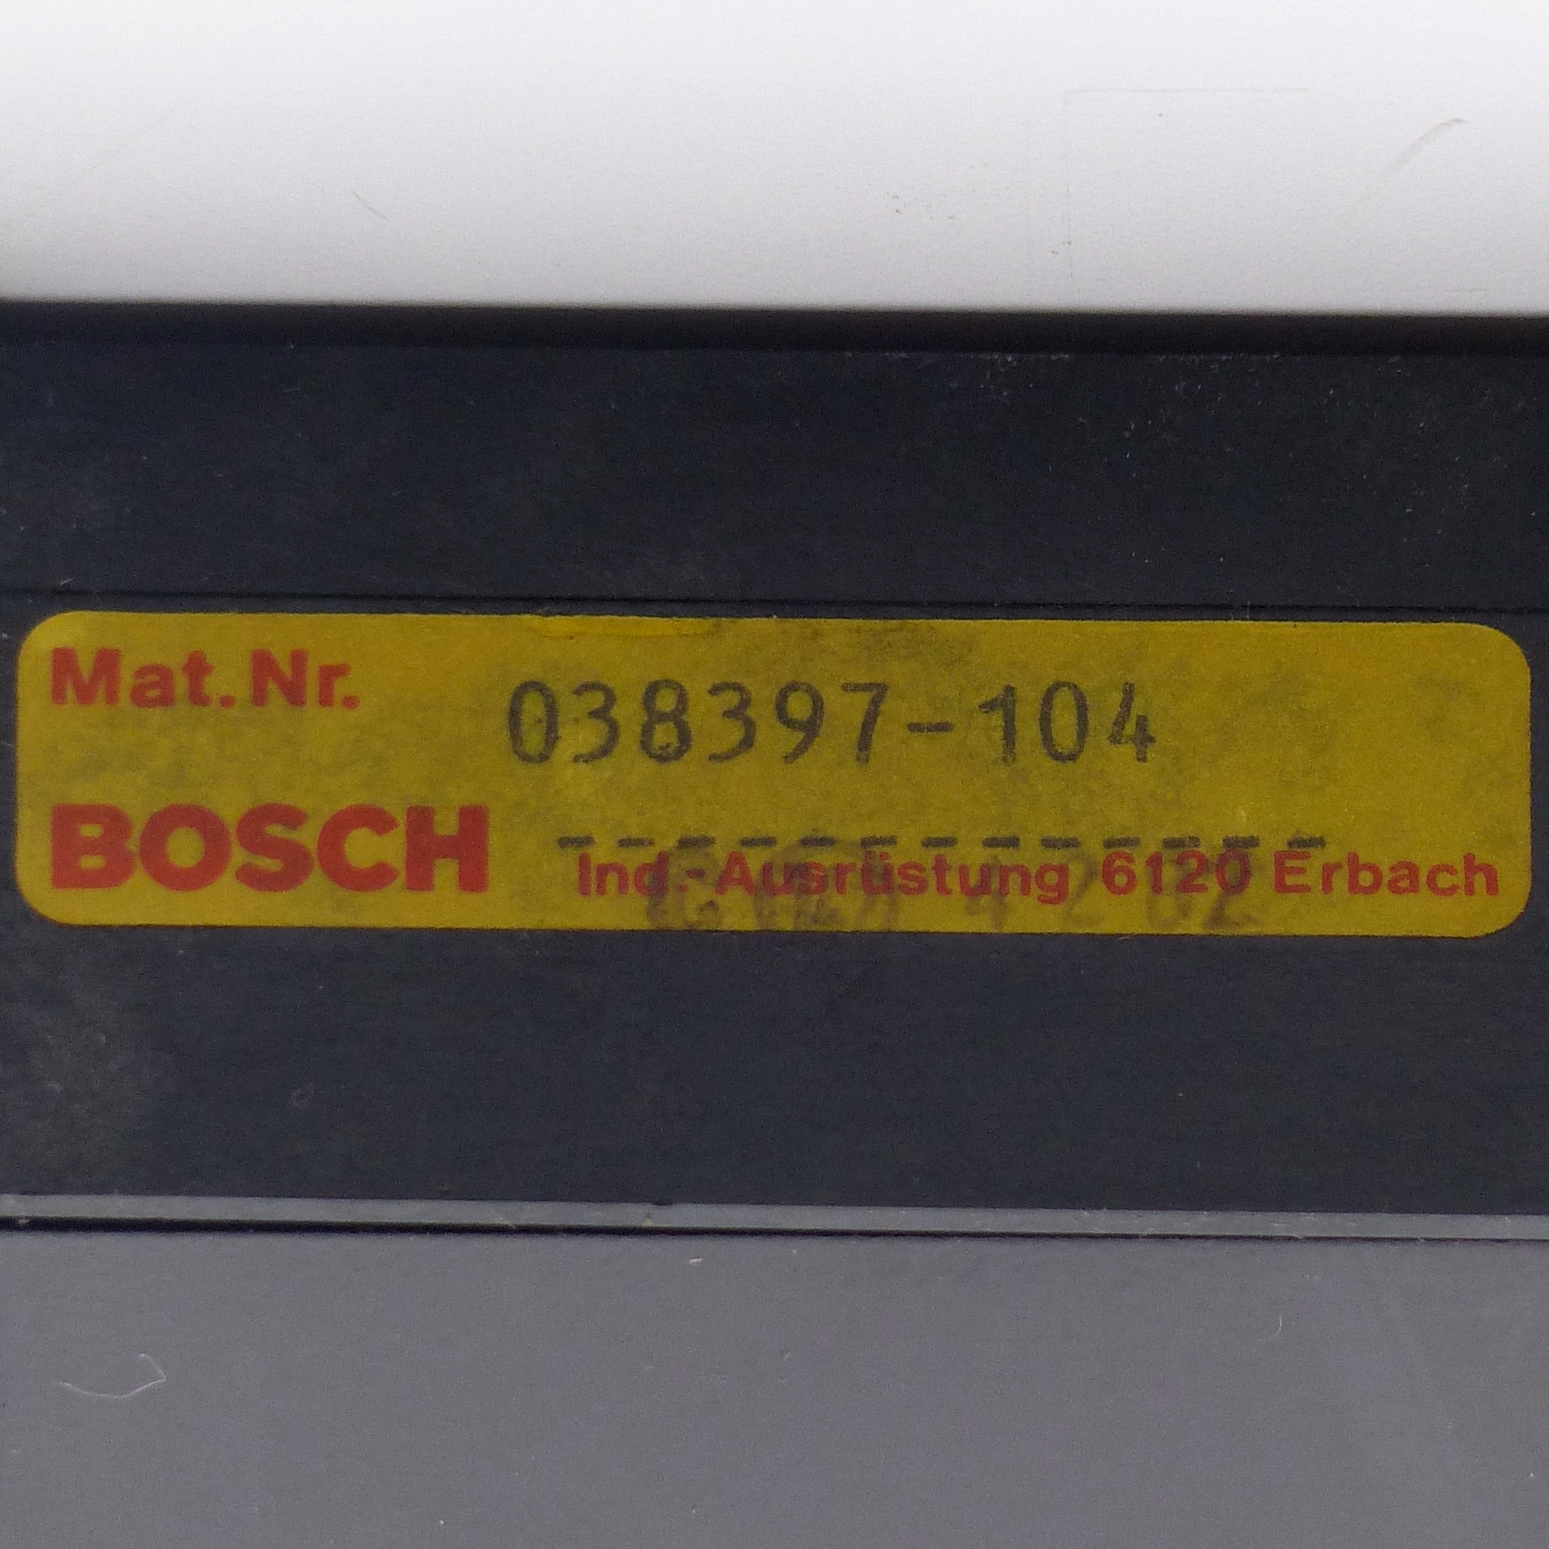 Mat.Nr. 038397-104
BOSCH Ind.-Ausrüstung 6120 Erbach